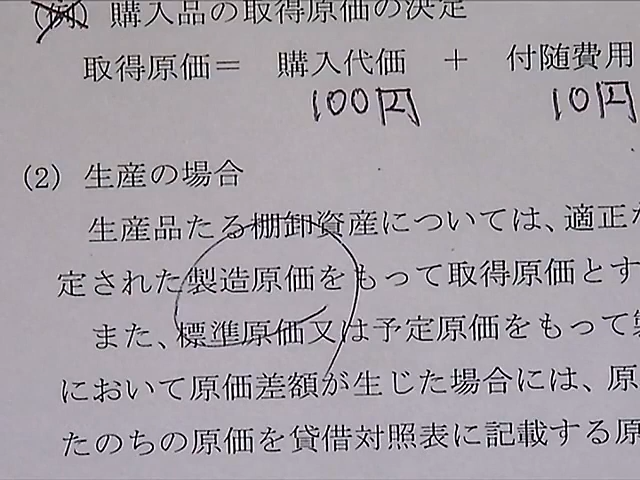 (例) 購入品の取得原価の決定
取得原価＝ 購入代価 ＋ 付随費用
100円 10円
(2) 生産の場合
生産品たる棚卸資産については、適正
定された製造原価をもって取得原価とす
また、標準原価又は予定原価をもって
において原価差額が生じた場合には、原
たのちの原価を貸借対照表に記載する原